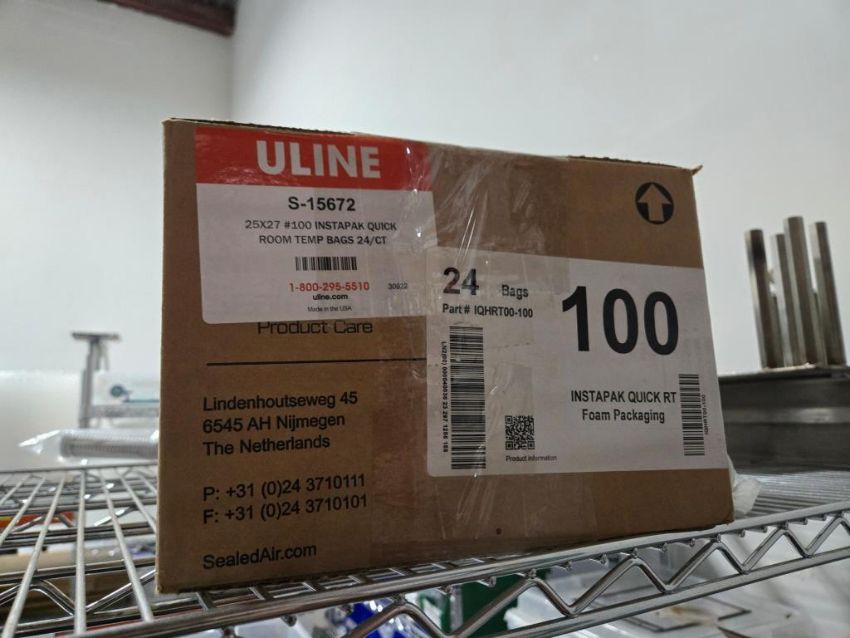 ULINE
S-15672
25X27 #100 INSTAPAK QUICK
ROOM TEMP BAGS 24/CT
1-800-295-5510
uline.com
Made in the USA
Product Care
Lindenhoutseweg 45
6545 AH Nijmegen
The Netherlands
P: +31 (0)24 3710111
F: +31 (0)24 3710101
SealedAir.com
24 Bags
Part # IQHRT00-100
100
INSTAPAK QUICK RT
Foam Packaging
Product Information
IQHRT00-100